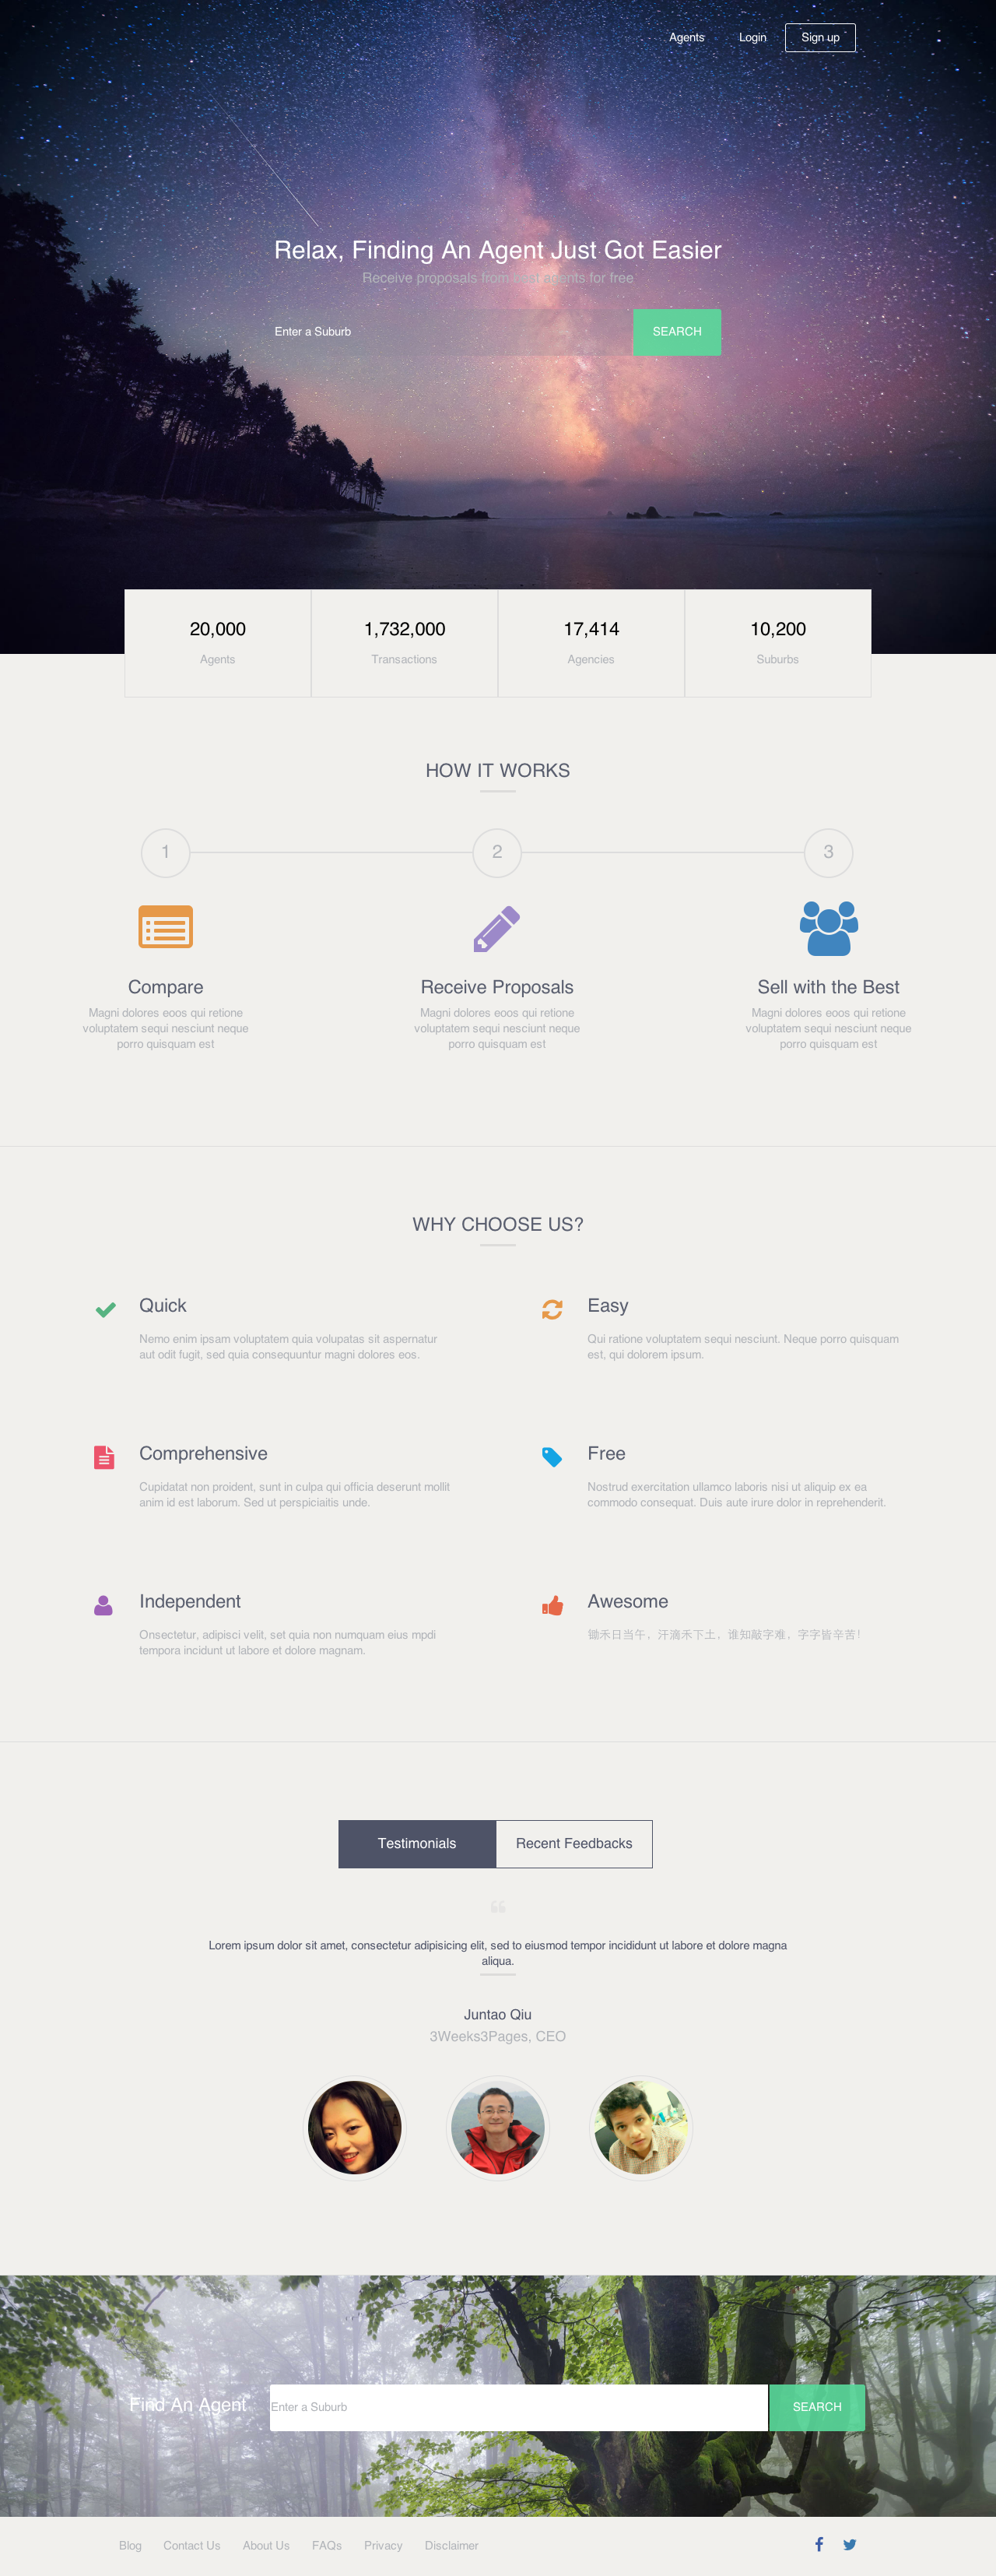 Agents
Login
Sign up
Relax, Finding An Agent Just Got Easier
Receive proposals from best agents for free
Enter a Suburb
SEARCH
20,000
Agents
1,732,000
Transactions
17,414
Agencies
10,200
Suburbs
HOW IT WORKS
1
2
3
Compare
Magni dolores eoos qui ratione
voluptatem sequi nesciunt neque
porro quisquam est
Receive Proposals
Magni dolores eoos qui ratione
voluptatem sequi nesciunt neque
porro quisquam est
Sell with the Best
Magni dolores eoos qui ratione
voluptatem sequi nesciunt neque
porro quisquam est
WHY CHOOSE US?
Quick
Nemo enim ipsam voluptatem quia volupatas sit aspernatur
aut odit fugit, sed quia consequuntur magni dolores eos.
Easy
Qui ratione voluptatem sequi nesciunt. Neque porro quisquam
est, qui dolorem ipsum.
Comprehensive
Cupidatat non proident, sunt in culpa qui officia deserunt mollit
anim id est laborum. Sed ut perspiciaitis unde.
Free
Nostrud exercitation ullamco laboris nisi ut aliquip ex ea
commodo consequat. Duis aute irure dolor in reprehenderit.
Independent
Onsectetur, adipisci velit, set quia non numquam eius mpdi
tempora incidunt ut labore et dolore magnam.
Awesome
锄禾日当午，汗滴禾下土，谁知敲字难，字字皆辛苦！
Testimonials
Recent Feedbacks
“
Lorem ipsum dolor sit amet, consectetur adipisicing elit, sed to eiusmod tempor incididunt ut labore et dolore magna
aliqua.
Juntao Qiu
3Weeks3Pages, CEO
Find An Agent
Enter a Suburb
SEARCH
Blog
Contact Us
About Us
FAQs
Privacy
Disclaimer